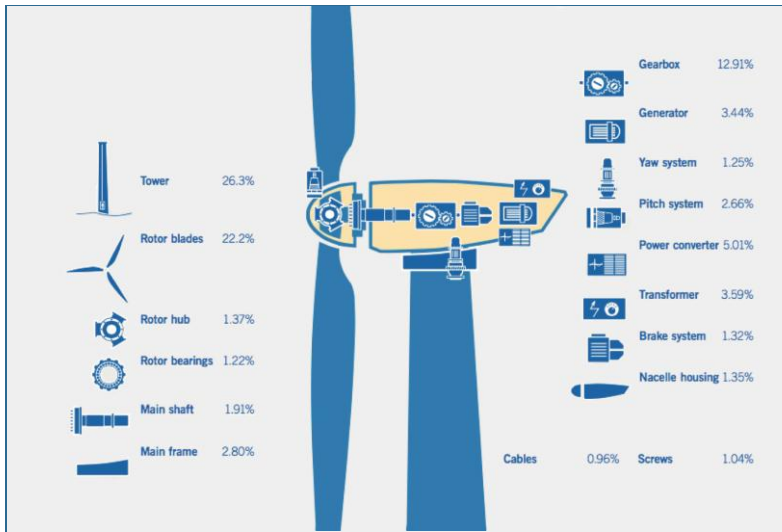 Tower 26.3%
Rotor blades 22.2%
Rotor hub 1.37%
Rotor bearings 1.22%
Main shaft 1.91%
Main frame 2.80%
Gearbox 12.91%
Generator 3.44%
Yaw system 1.25%
Pitch system 2.66%
Power converter 5.01%
Transformer 3.59%
Brake system 1.32%
Nacelle housing 1.35%
Cables 0.96% Screws 1.04%